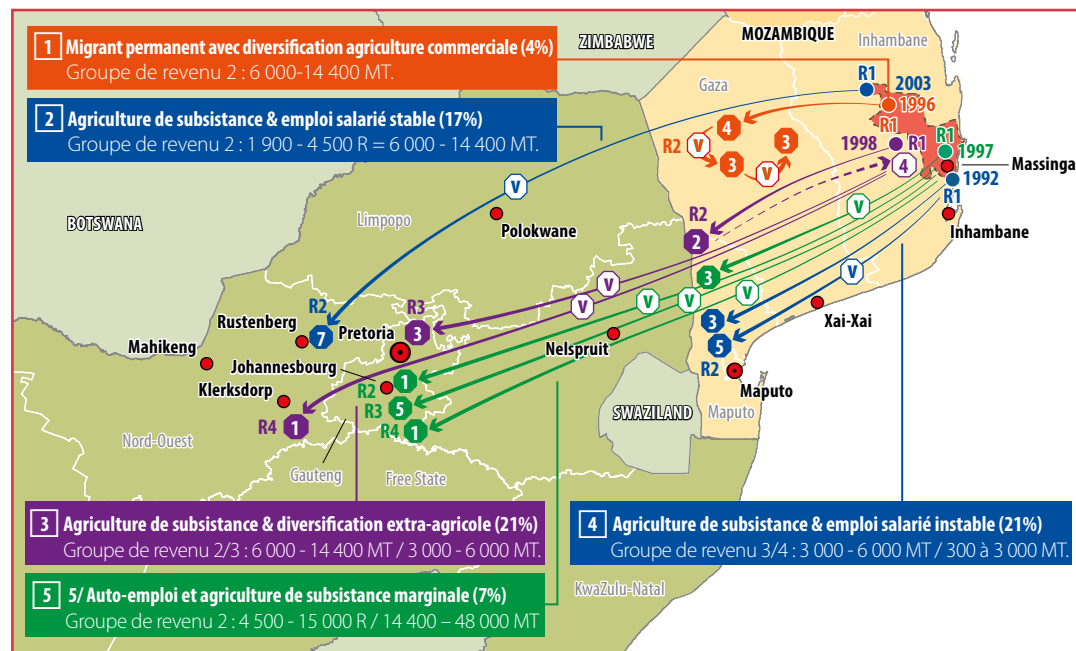 1 Migrant permanent avec diversification agriculture commerciale (4%)
Groupe de revenu 2 : 6 000-14 400 MT.
2 Agriculture de subsistance & emploi salarié stable (17%)
Groupe de revenu 2 : 1 900 - 4 500 R = 6 000 - 14 400 MT.
ZIMBABWE
MOZAMBIQUE
Inhambane
Gaza
R1
2003
1996
R1
4
R2
V
3
V
3
1998
R1
4
R1
1997
Massinga
1992
R1
Inhambane
BOTSWANA
Limpopo
V
Polokwane
R2
2
V
3
V
V
V
V
V
V
R2
7
R3
3
Rustenberg
Pretoria
Mahikeng
Johannesbourg
Klerksdorp
Nelspruit
Xai-Xai
3
5
R2
Maputo
Maputo
SWAZILAND
R2
1
R3
5
R4
1
R4
1
Nord-Ouest
Gauteng
Free State
KwaZulu-Natal
3 Agriculture de subsistance & diversification extra-agricole (21%)
Groupe de revenu 2/3 : 6 000 - 14 400 MT / 3 000 - 6 000 MT.
4 Agriculture de subsistance & emploi salarié instable (21%)
Groupe de revenu 3/4 : 3 000 - 6 000 MT / 300 à 3 000 MT.
5 5/ Auto-emploi et agriculture de subsistance marginale (7%)
Groupe de revenu 2 : 4 500 - 15 000 R / 14 400 – 48 000 MT